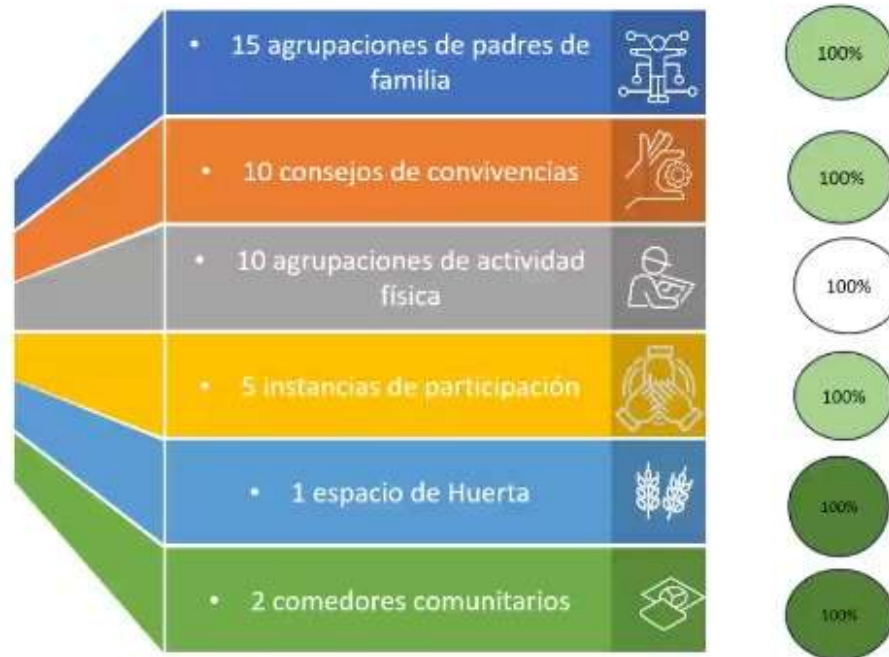 • 15 agrupaciones de padres de
familia
100%
• 10 consejos de convivencias
100%
• 10 agrupaciones de actividad
física
100%
• 5 instancias de participación
100%
• 1 espacio de Huerta
100%
• 2 comedores comunitarios
100%